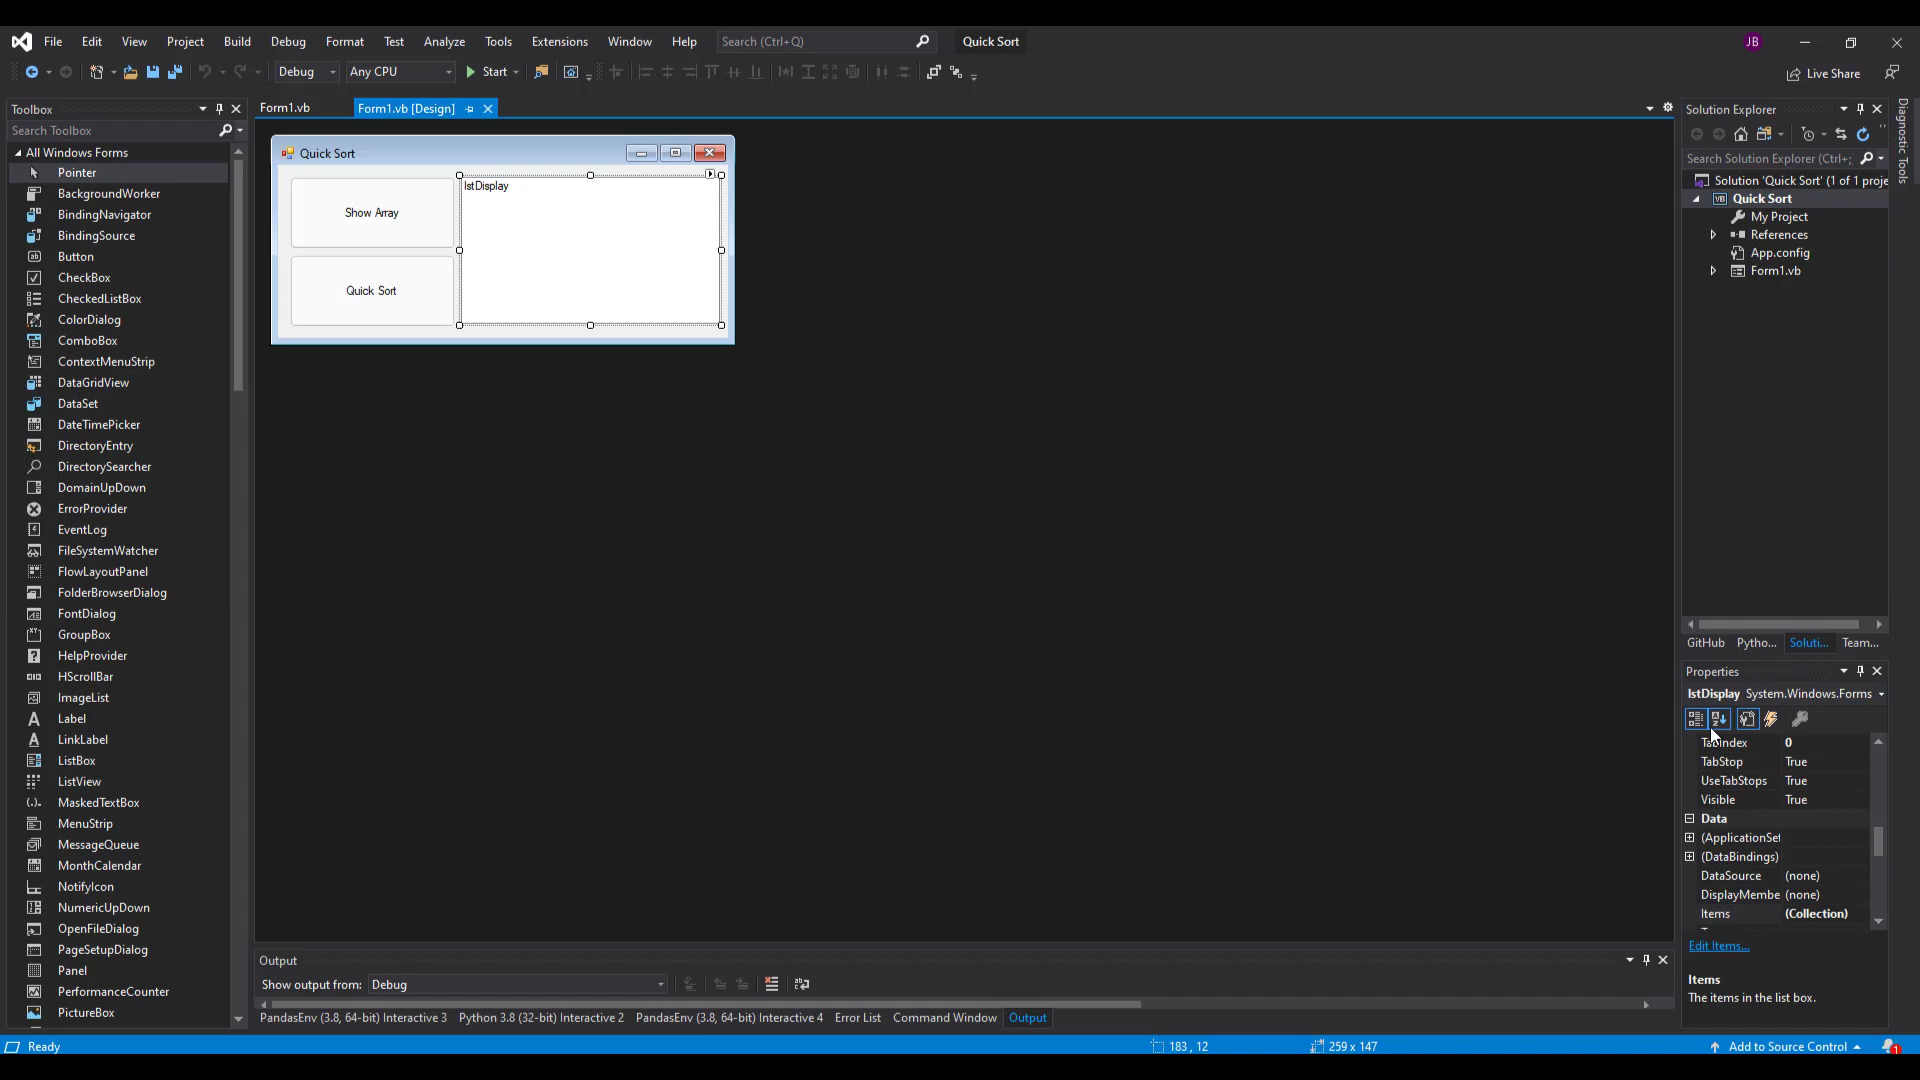 File Edit View Project Build Debug Format Test Analyze Tools Extensions Window Help Search (Ctrl+Q) Quick Sort JB
Debug Any CPU Start Live Share
Toolbox
Search Toolbox
All Windows Forms
Pointer
BackgroundWorker
BindingNavigator
BindingSource
Button
CheckBox
CheckedListBox
ColorDialog
ComboBox
ContextMenuStrip
DataGridView
DataSet
DateTimePicker
DirectoryEntry
DirectorySearcher
DomainUpDown
ErrorProvider
EventLog
FileSystemWatcher
FlowLayoutPanel
FolderBrowserDialog
FontDialog
GroupBox
HelpProvider
HScrollBar
ImageList
Label
LinkLabel
ListBox
ListView
MaskedTextBox
MenuStrip
MessageQueue
MonthCalendar
NotifyIcon
NumericUpDown
OpenFileDialog
PageSetupDialog
Panel
PerformanceCounter
PictureBox
Form1.vb Form1.vb [Design]
Quick Sort
lstDisplay
Show Array
Quick Sort
Solution Explorer
Search Solution Explorer (Ctrl+;
Solution 'Quick Sort' (1 of 1 proje
VB Quick Sort
My Project
References
App.config
Form1.vb
GitHub Pytho... Soluti... Team...
Diagnostic Tools
Properties
lstDisplay System.Windows.Forms
TabIndex 0
TabStop True
UseTabStops True
Visible True
Data
(ApplicationSet
(DataBindings)
DataSource (none)
DisplayMembe (none)
Items (Collection)
Edit Items...
Items
The items in the list box.
Output
Show output from: Debug
PandasEnv (3.8, 64-bit) Interactive 3 Python 3.8 (32-bit) Interactive 2 PandasEnv (3.8, 64-bit) Interactive 4 Error List Command Window Output
Ready 183 , 12 259 x 147 Add to Source Control 1